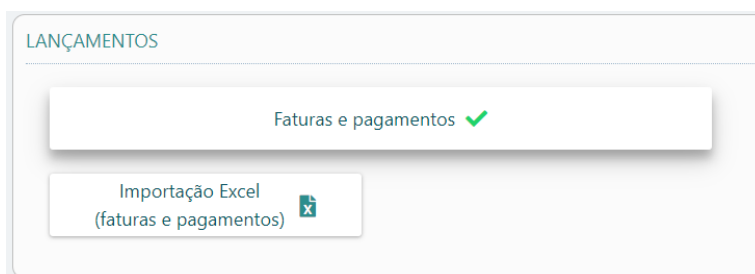 LANÇAMENTOS
Faturas e pagamentos
Importação Excel
(faturas e pagamentos)